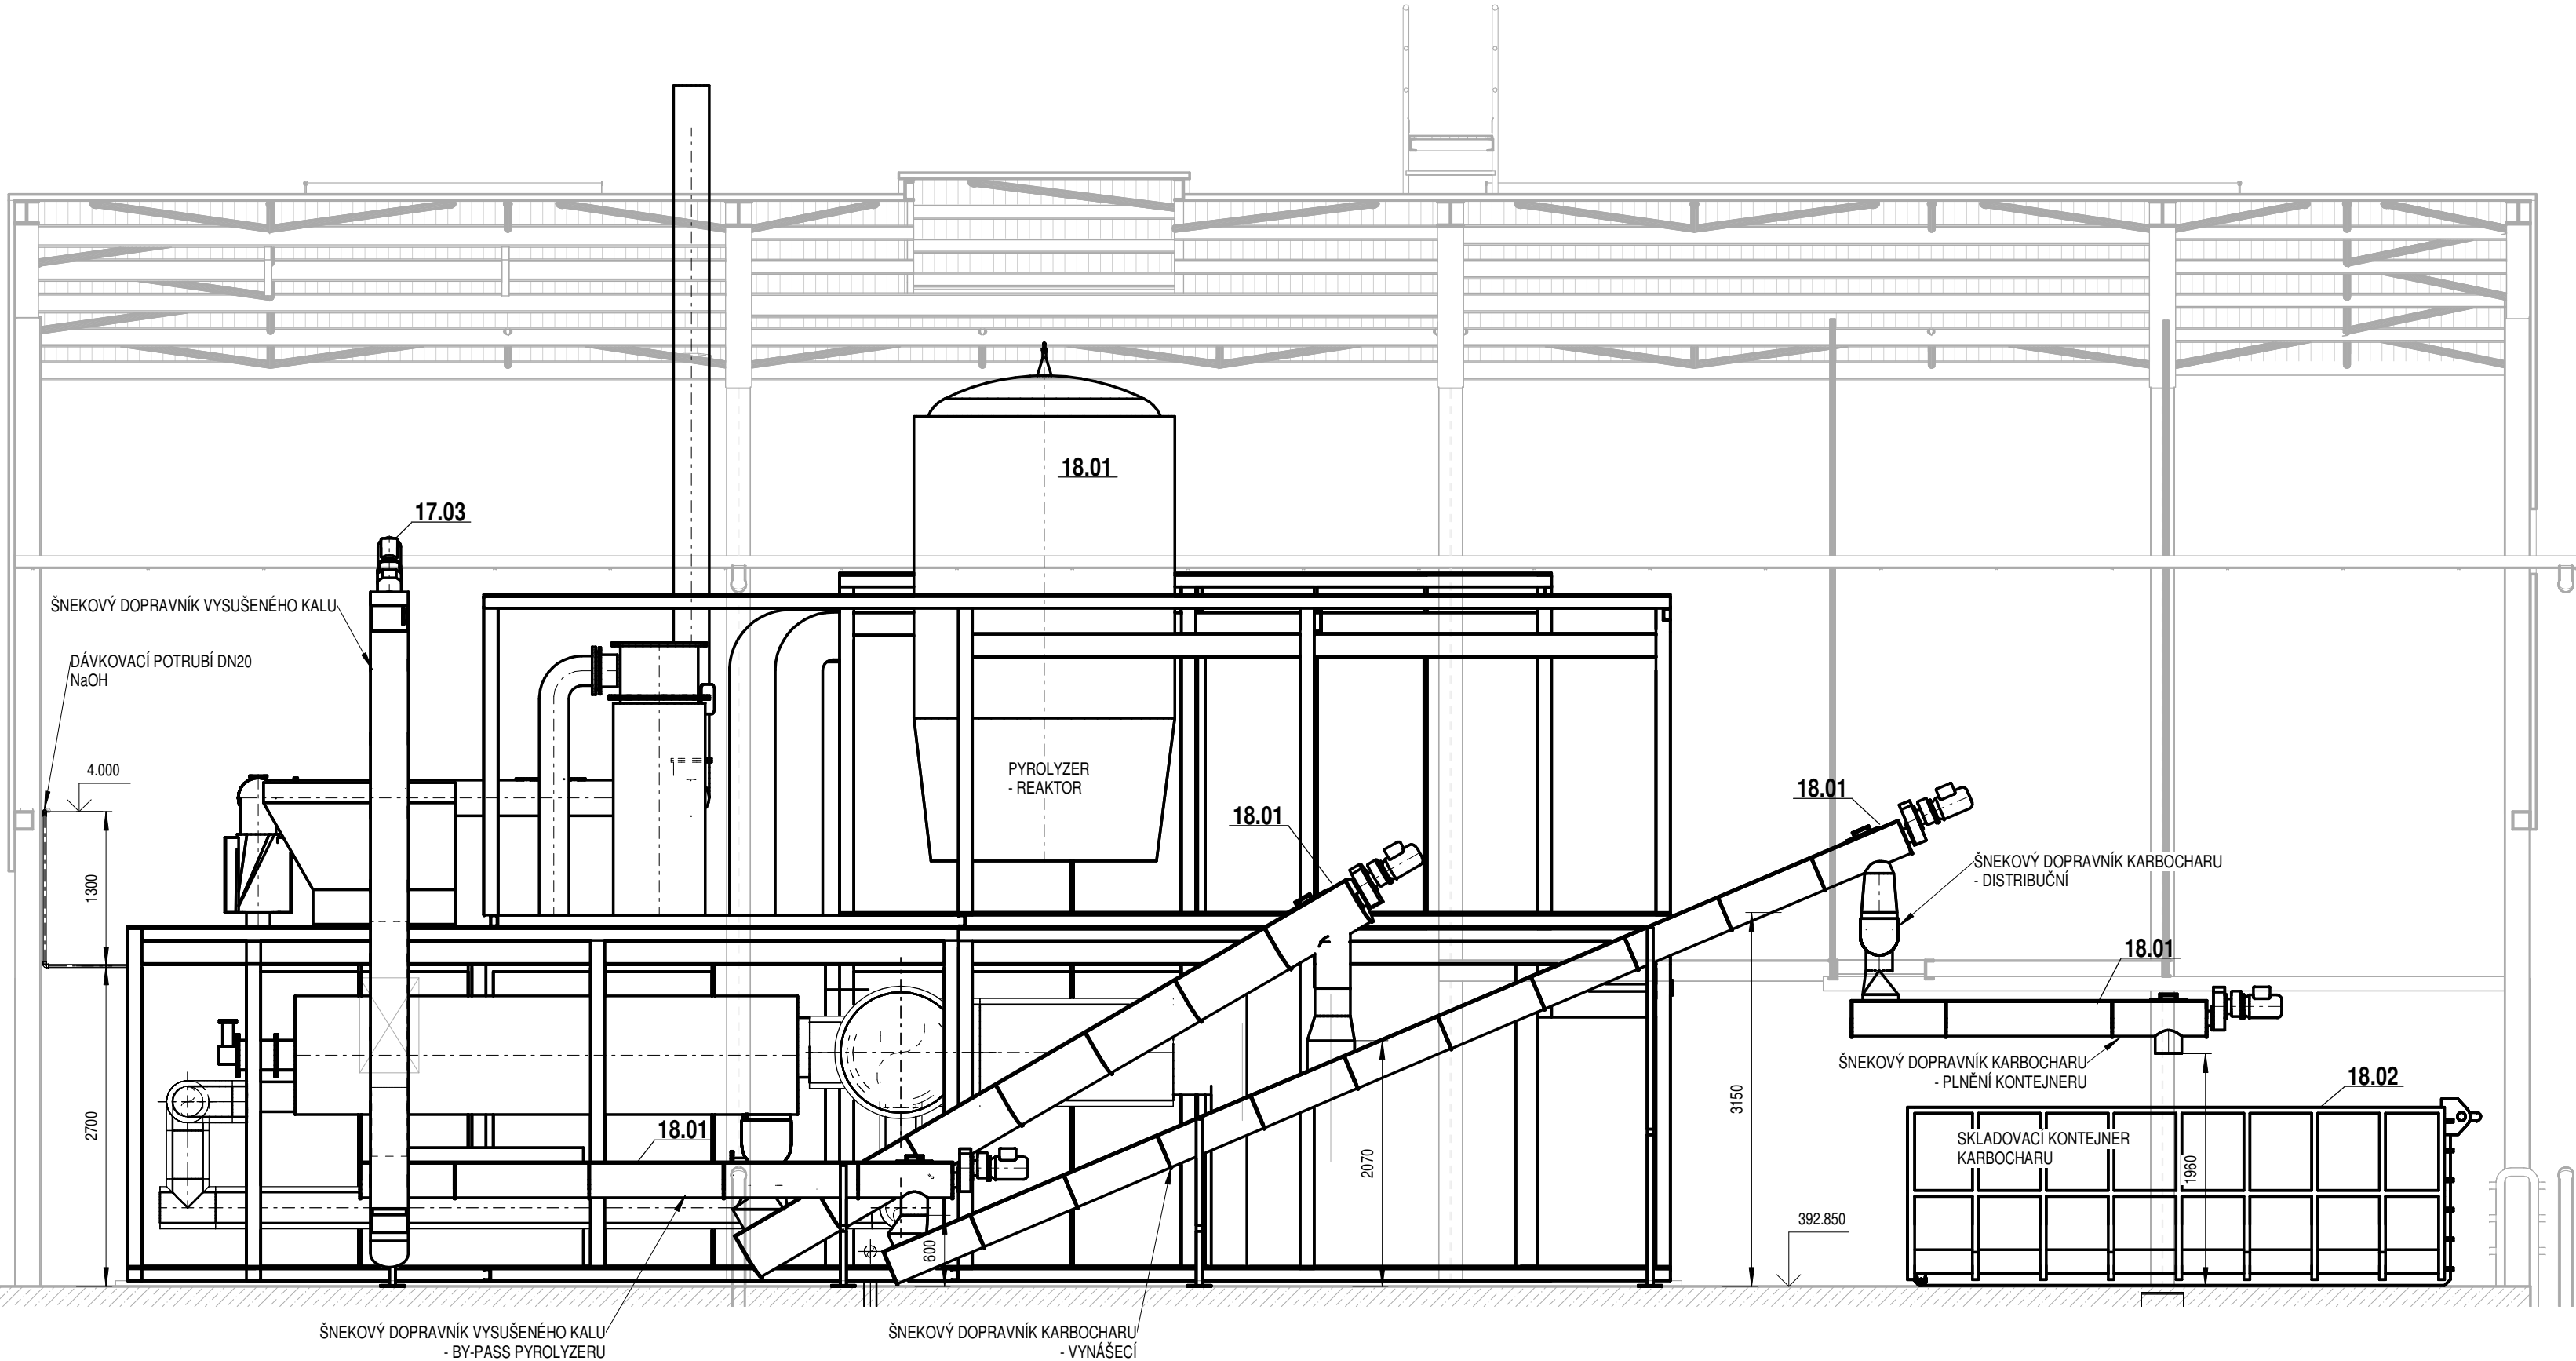 18.01
17.03
ŠNEKOVÝ DOPRAVNÍK VYSUŠENÉHO KALU
DÁVKOVACÍ POTRUBÍ DN20
NaOH
4.000
PYROLYZER
- REAKTOR
18.01
18.01
ŠNEKOVÝ DOPRAVNÍK KARBOCHARU
- DISTRIBUČNÍ
1300
18.01
ŠNEKOVÝ DOPRAVNÍK KARBOCHARU
- PLNĚNÍ KONTEJNERU
18.02
2700
18.01
3150
SKLADOVACÍ KONTEJNER
KARBOCHARU
2070
1960
600
392.850
ŠNEKOVÝ DOPRAVNÍK VYSUŠENÉHO KALU
- BY-PASS PYROLYZERU
ŠNEKOVÝ DOPRAVNÍK KARBOCHARU
- VYNÁŠECÍ